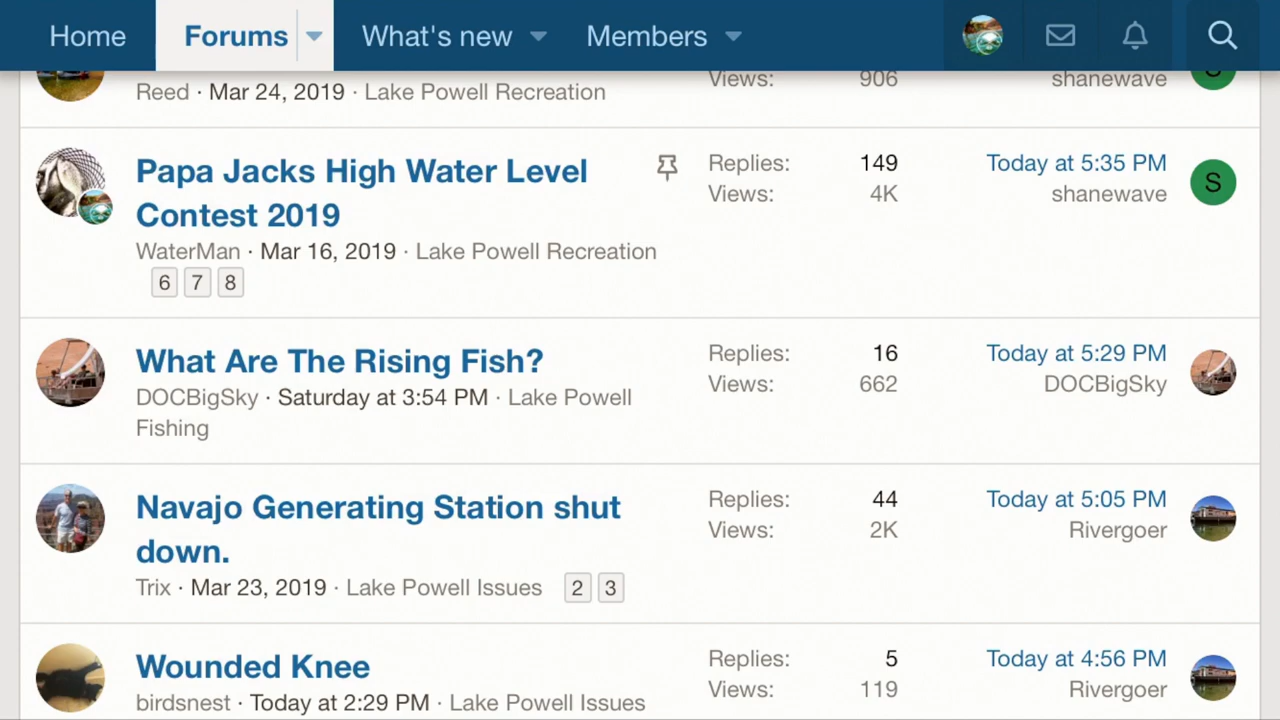 Home Forums What's new Members
Reed · Mar 24, 2019 · Lake Powell Recreation
Views: 906 shanewave
Papa Jacks High Water Level
Contest 2019
WaterMan · Mar 16, 2019 · Lake Powell Recreation
6 7 8
Replies: 149 Today at 5:35 PM
Views: 4K shanewave
S
What Are The Rising Fish?
DOCBigSky · Saturday at 3:54 PM · Lake Powell
Fishing
Replies: 16 Today at 5:29 PM
Views: 662 DOCBigSky
Navajo Generating Station shut
down.
Trix · Mar 23, 2019 · Lake Powell Issues 2 3
Replies: 44 Today at 5:05 PM
Views: 2K Rivergoer
Wounded Knee
birdsnest · Today at 2:29 PM · Lake Powell Issues
Replies: 5 Today at 4:56 PM
Views: 119 Rivergoer